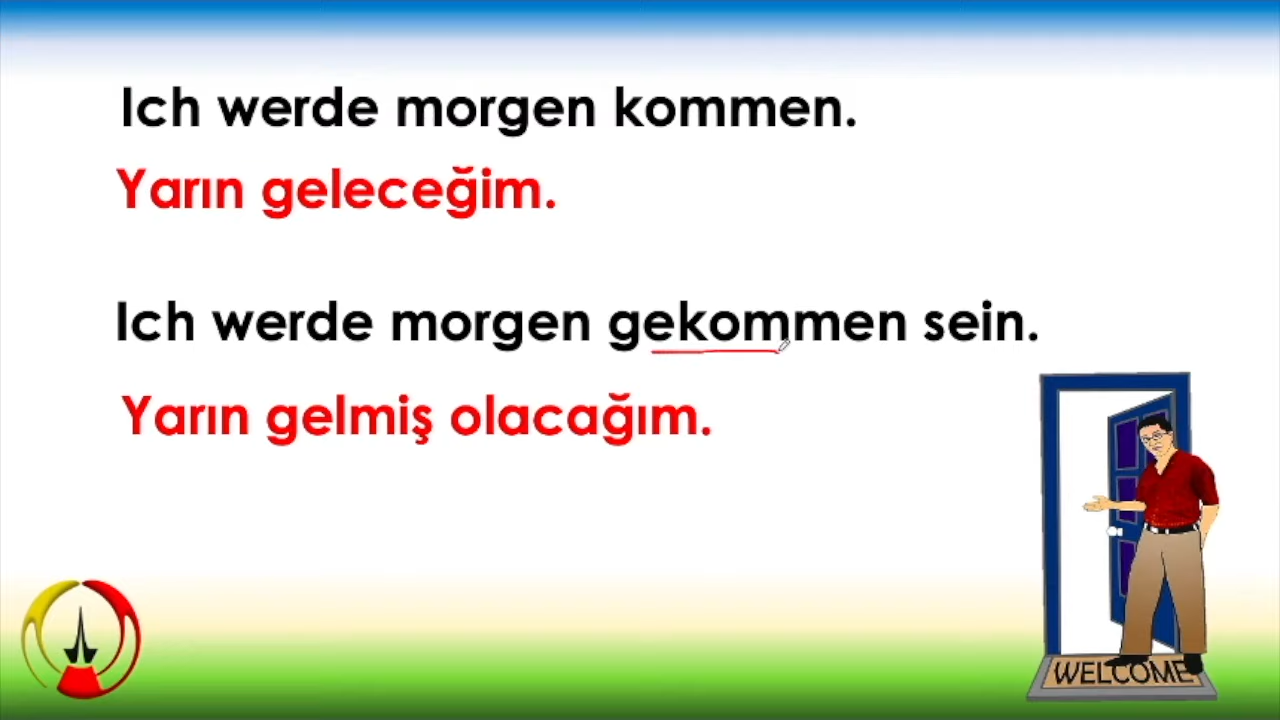 Ich werde morgen kommen.
Yarın geleceğim.
Ich werde morgen gekommen sein.
Yarın gelmiş olacağım.
WELCOME